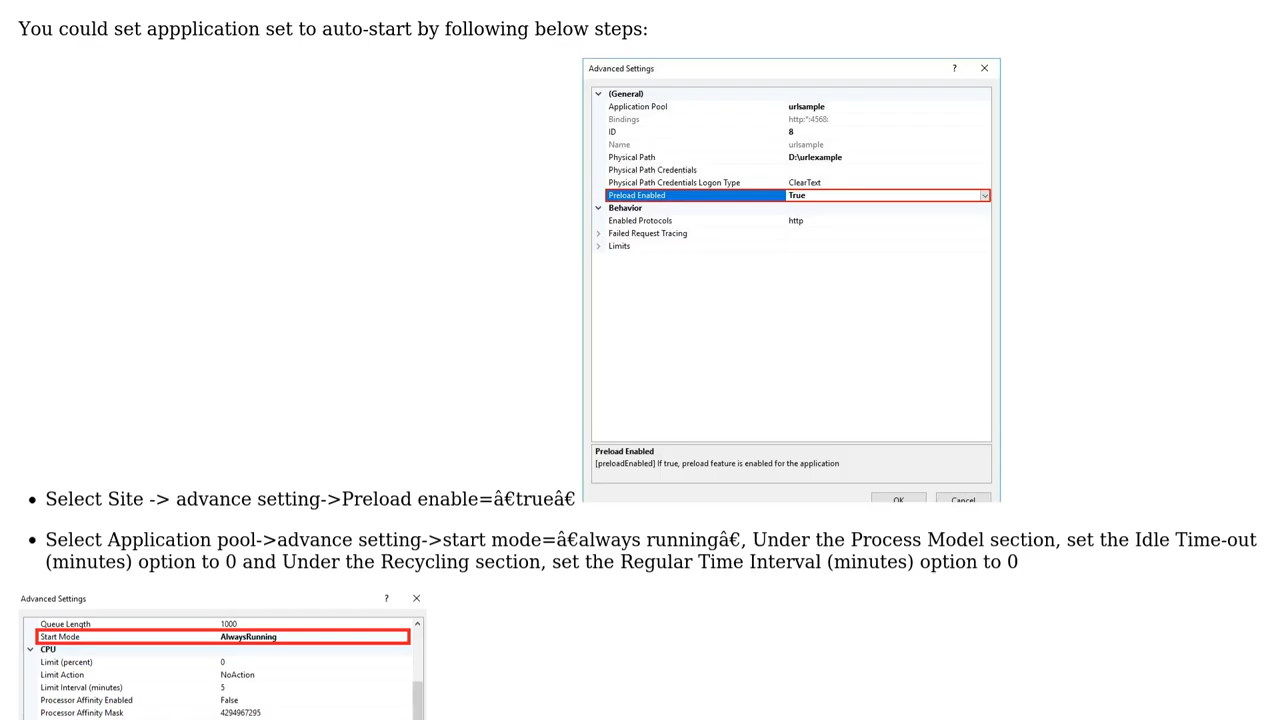 You could set appplication set to auto-start by following below steps:
Advanced Settings ? ×
(General)
Application Pool urlsample
Bindings http:*:4568:
ID 8
Name urlsample
Physical Path D:\urlexample
Physical Path Credentials
Physical Path Credentials Logon Type ClearText
Preload Enabled True
Behavior
Enabled Protocols http
Failed Request Tracing
Limits
Preload Enabled
[preloadEnabled] If true, preload feature is enabled for the application
OK Cancel
• Select Site -> advance setting->Preload enable=â€trueâ€
• Select Application pool->advance setting->start mode=â€always runningâ€, Under the Process Model section, set the Idle Time-out
(minutes) option to 0 and Under the Recycling section, set the Regular Time Interval (minutes) option to 0
Advanced Settings ? ×
Queue Length 1000
Start Mode AlwaysRunning
CPU
Limit (percent) 0
Limit Action NoAction
Limit Interval (minutes) 5
Processor Affinity Enabled False
Processor Affinity Mask 4294967295